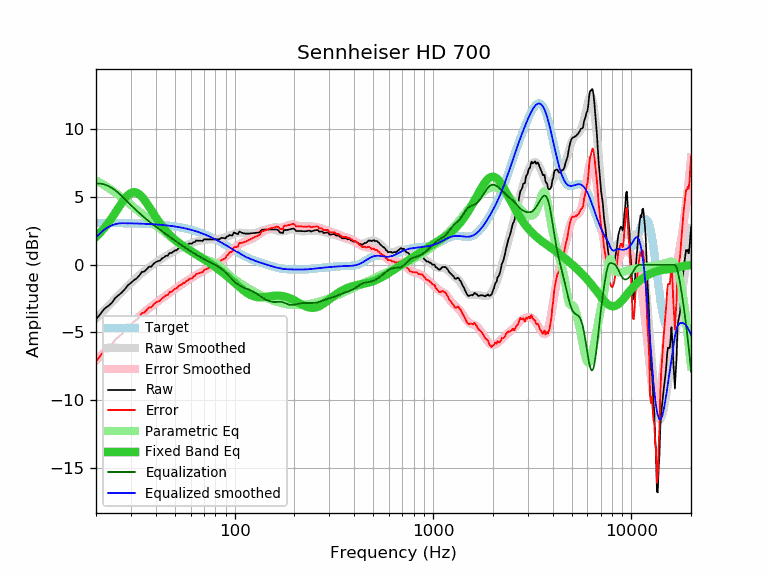 Sennheiser HD 700
Amplitude (dBr)
10
5
0
−5
−10
−15
Target
Raw Smoothed
Error Smoothed
Raw
Error
Parametric Eq
Fixed Band Eq
Equalization
Equalized smoothed
100 1000 10000
Frequency (Hz)